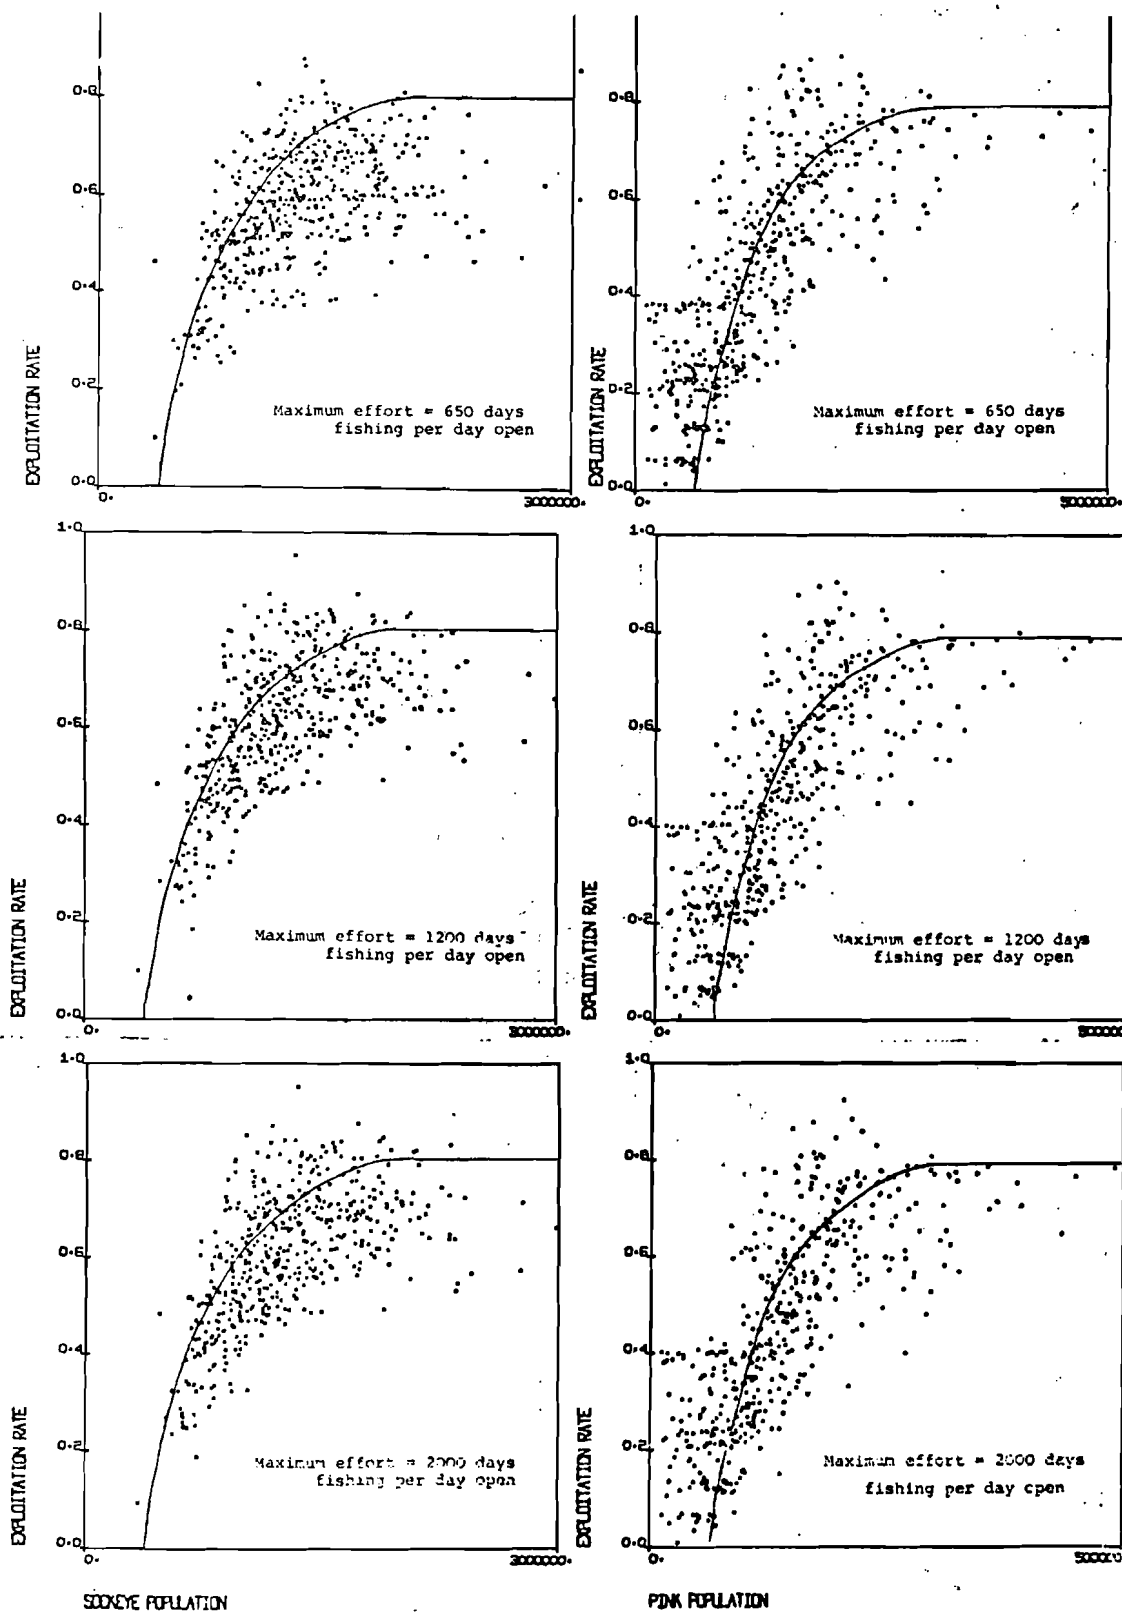 0.8
0.6
0.4
0.2
0.0
EXPLOITATION RATE
Maximum effort = 650 days
fishing per day open
0.
3000000.
0.8
0.6
0.4
0.2
0.0
EXPLOITATION RATE
Maximum effort = 650 days
fishing per day open
0.
5000000.
1.0
0.8
0.6
0.4
0.2
0.0
EXPLOITATION RATE
Maximum effort = 1200 days
fishing per day open
0.
3000000.
1.0
0.8
0.6
0.4
0.2
0.0
EXPLOITATION RATE
Maximum effort = 1200 days
fishing per day open
0.
500000
1.0
0.8
0.6
0.4
0.2
0.0
EXPLOITATION RATE
Maximum effort = 2000 days
fishing per day open
0.
3000000.
SOCKEYE POPULATION
1.0
0.8
0.6
0.4
0.2
0.0
EXPLOITATION RATE
Maximum effort = 2000 days
fishing per day open
0.
500000
PINK POPULATION